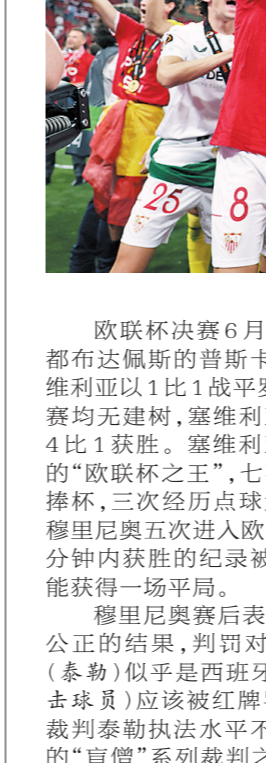 25
8
欧联杯决赛6月
都布达佩斯的普斯卡
维利亚以1比1战平罗
赛均无建树,塞维利
4比1获胜。塞维利
的“欧联杯之王”,七
捧杯,三次经历点球
穆里尼奥五次进入欧
分钟内获胜的纪录被
能获得一场平局。
穆里尼奥赛后表
公正的结果,判罚对
(泰勒)似乎是西班牙
击球员)应该被红牌
裁判泰勒执法水平不
的“盲僧”系列裁判之